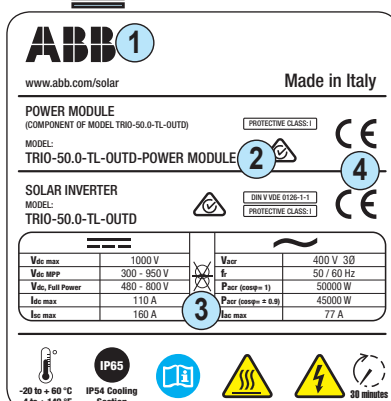 ABB 1
www.abb.com/solar Made in Italy
POWER MODULE
(COMPONENT OF MODEL TRIO-50.0-TL-OUTD) PROTECTIVE CLASS: I
MODEL:
TRIO-50.0-TL-OUTD-POWER MODULE 2 CE
4
SOLAR INVERTER
MODEL: DIN V VDE 0126-1-1
TRIO-50.0-TL-OUTD PROTECTIVE CLASS: I CE
Vdc max 1000 V Vacr 400 V 3Ø
Vdc MPP 300 - 950 V fr 50 / 60 Hz
Vdc, Full Power 480 - 800 V Pacr (cosφ= 1) 50000 W
Idc max 110 A 3 Pacr (cosφ= ± 0.9) 45000 W
Isc max 160 A Iac max 77 A
IP65
-20 to + 60 °C IP54 Cooling 30 minutes